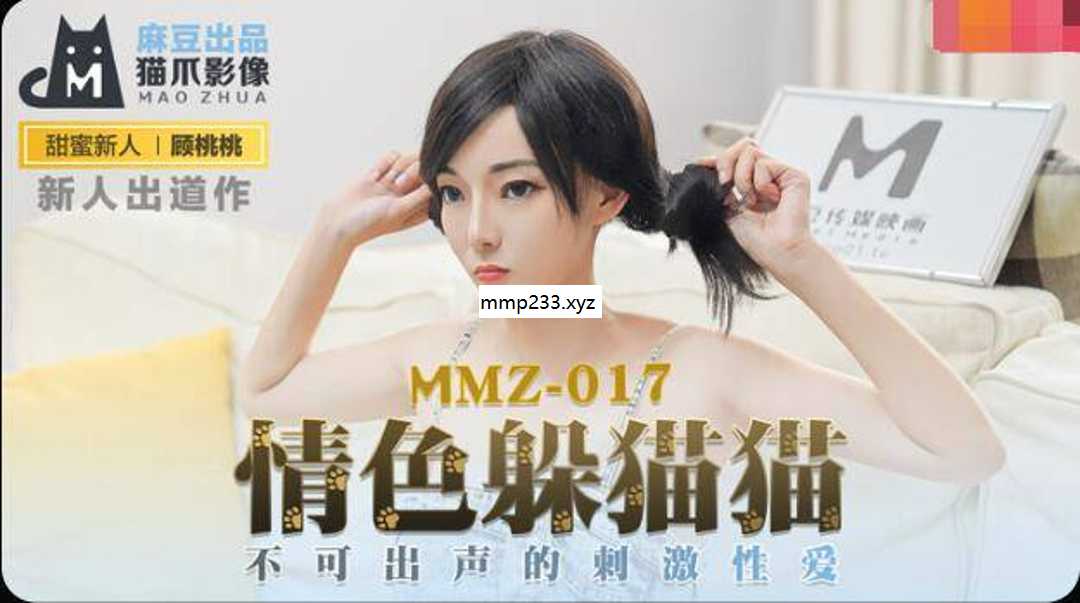 麻豆出品
猫爪影像
MAO ZHUA
甜蜜新人 | 顾桃桃
新人出道作
M
传媒映画
mmp233.xyz
MMZ-017
情色躲猫猫
不可出声的刺激性爱